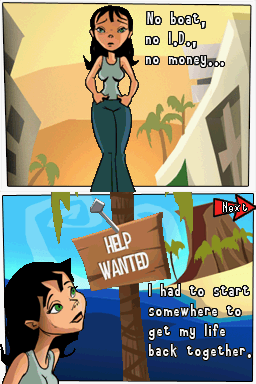 No boat,
no I.D.,
no money...
Next
HELP
WANTED
I had to start
somewhere to
get my life
back together.